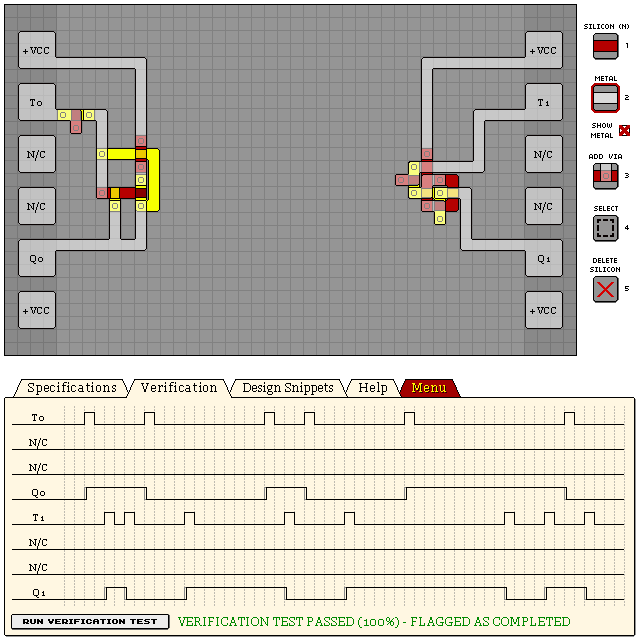 SILICON (N)
+VCC
+VCC
1
METAL
To
T1
2
SHOW
METAL
N/C
N/C
ADD VIA
3
N/C
N/C
SELECT
4
Qo
Q1
DELETE
SILICON
5
+VCC
+VCC
Specifications
Verification
Design Snippets
Help
Menu
To
N/C
N/C
Qo
T1
N/C
N/C
Q1
RUN VERIFICATION TEST
VERIFICATION TEST PASSED (100%) - FLAGGED AS COMPLETED